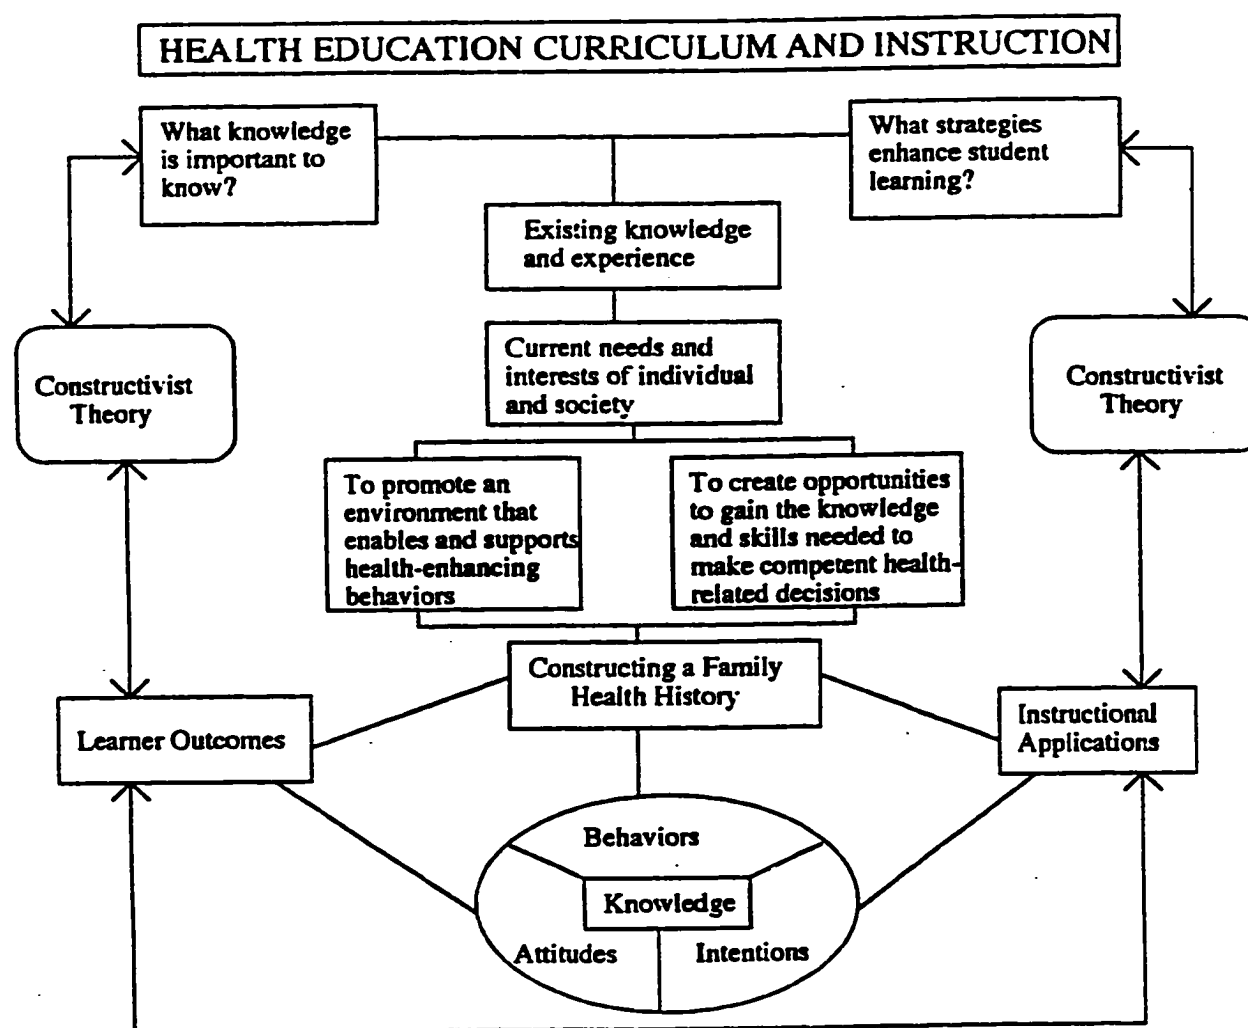 HEALTH EDUCATION CURRICULUM AND INSTRUCTION
What knowledge
is important to
know?
What strategies
enhance student
learning?
Existing knowledge
and experience
Current needs and
interests of individual
and society
Constructivist
Theory
Constructivist
Theory
To promote an
environment that
enables and supports
health-enhancing
behaviors
To create opportunities
to gain the knowledge
and skills needed to
make competent health-
related decisions
Constructing a Family
Health History
Learner Outcomes
Instructional
Applications
Behaviors
Knowledge
Attitudes
Intentions